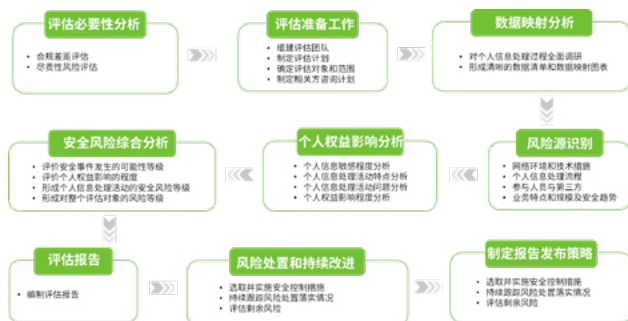 评估必要性分析
合规差距评估
尽责性风险评估
评估准备工作
组建评估团队
制定评估计划
确定评估对象和范围
制定相关方咨询计划
数据映射分析
对个人信息处理过程全面调研
形成清晰的数据清单和数据映射图表
风险源识别
网络环境和技术措施
个人信息处理流程
参与人员与第三方
业务特点和规模及安全趋势
个人权益影响分析
个人信息敏感程度分析
个人信息处理活动特点分析
个人信息处理活动问题分析
个人权益影响程度分析
安全风险综合分析
评价安全事件发生的可能性等级
评价个人权益影响的程度
形成个人信息处理活动的安全风险等级
形成对整个评估对象的风险等级
评估报告
编制评估报告
风险处置和持续改进
选取并实施安全控制措施
持续跟踪风险处置落实情况
评估剩余风险
制定报告发布策略
选取并实施安全控制措施
持续跟踪风险处置落实情况
评估剩余风险